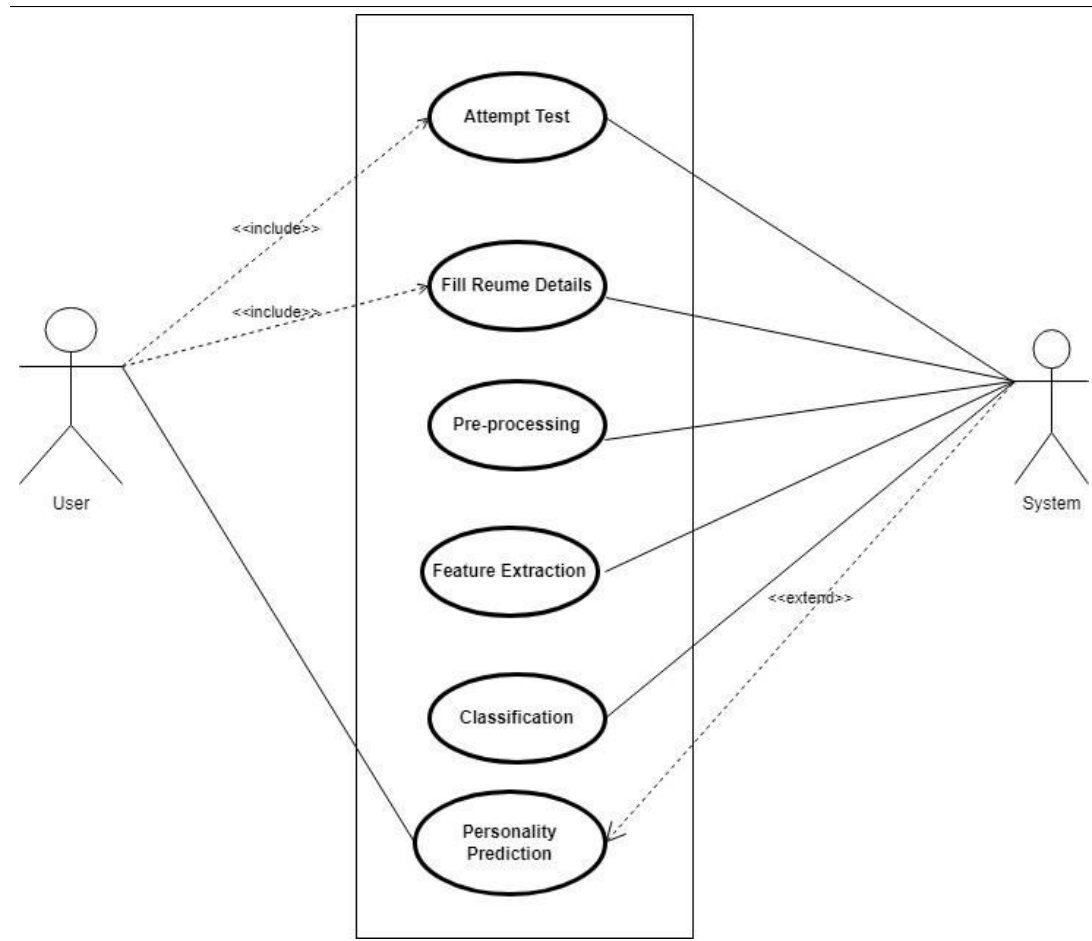 Attempt Test
<<include>>
Fill Reume Details
<<include>>
Pre-processing
User
System
Feature Extraction
<<extend>>
Classification
Personality
Prediction